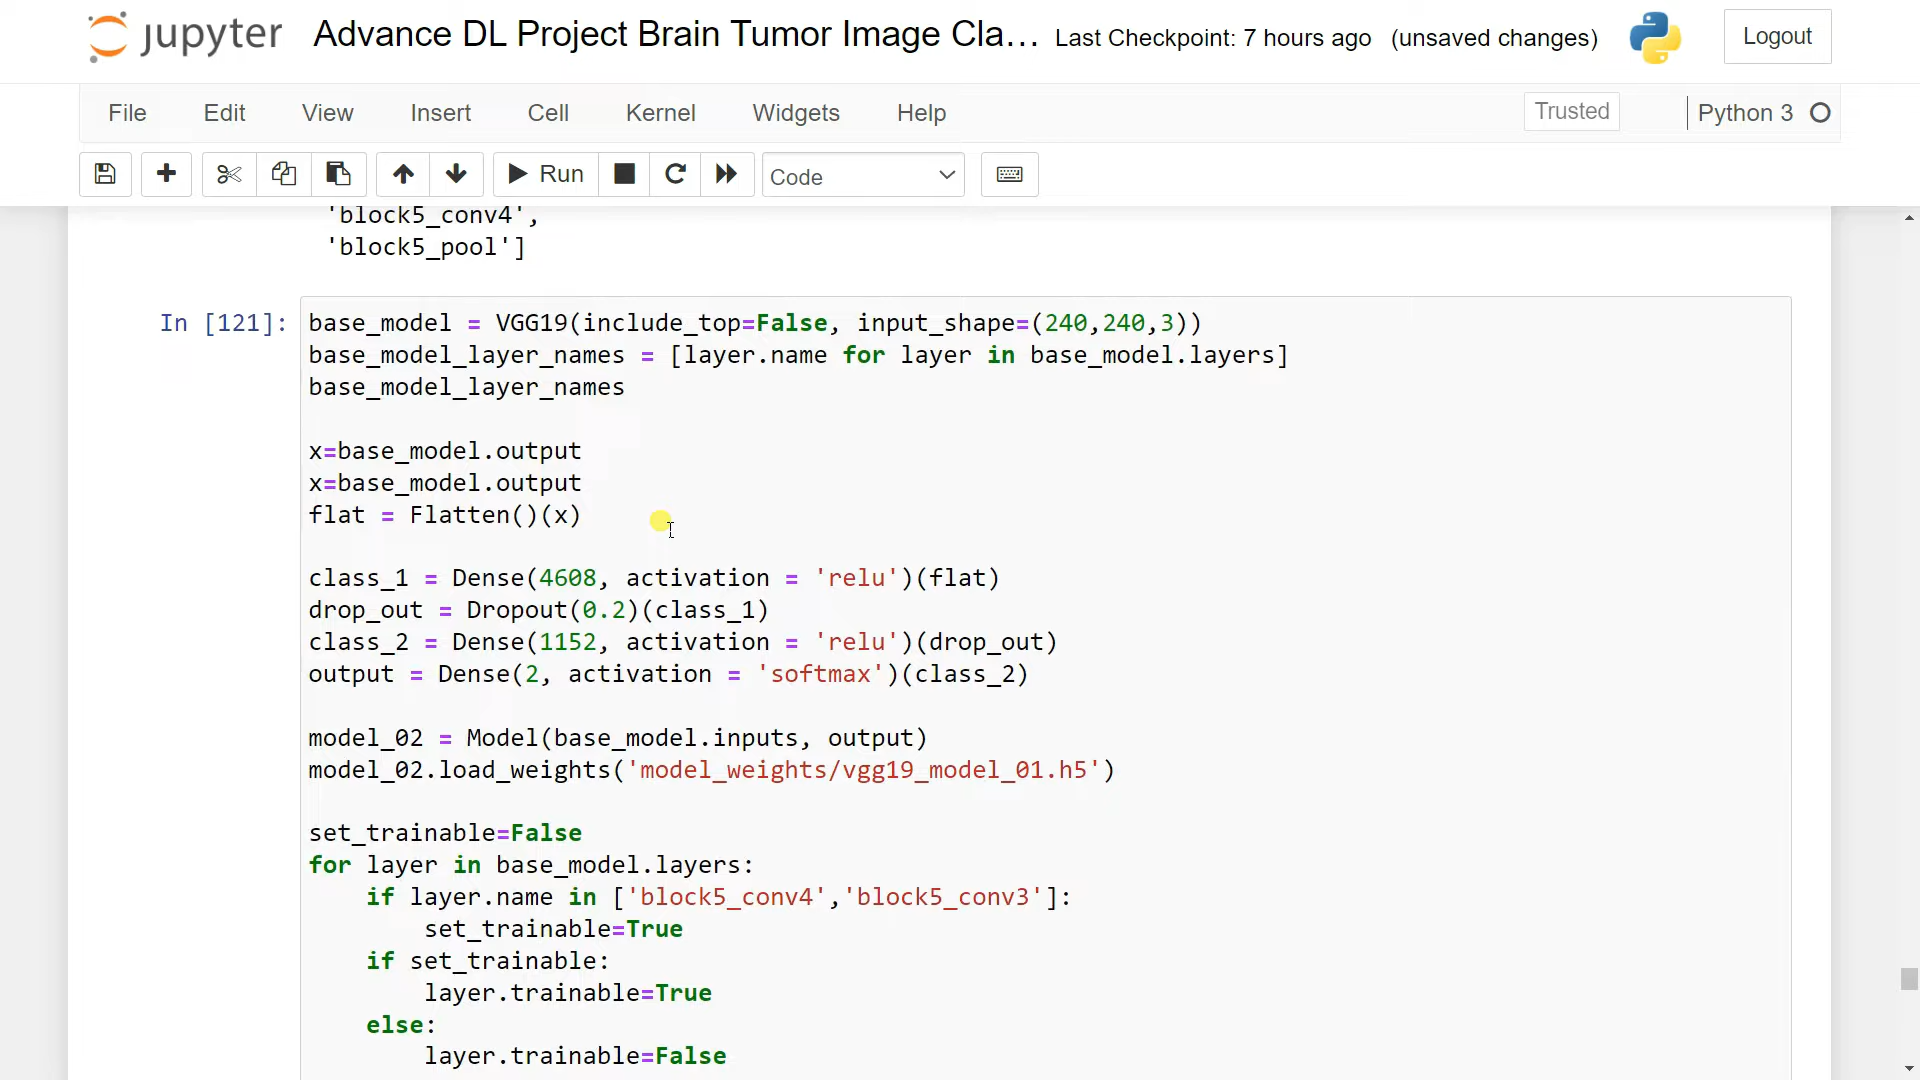 jupyter Advance DL Project Brain Tumor Image Cla... Last Checkpoint: 7 hours ago (unsaved changes) Logout
File Edit View Insert Cell Kernel Widgets Help Trusted Python 3
Run Code
'block5_conv4',
'block5_pool']
In [121]: base_model = VGG19(include_top=False, input_shape=(240,240,3))
base_model_layer_names = [layer.name for layer in base_model.layers]
base_model_layer_names
x=base_model.output
x=base_model.output
flat = Flatten()(x)
class_1 = Dense(4608, activation = 'relu')(flat)
drop_out = Dropout(0.2)(class_1)
class_2 = Dense(1152, activation = 'relu')(drop_out)
output = Dense(2, activation = 'softmax')(class_2)
model_02 = Model(base_model.inputs, output)
model_02.load_weights('model_weights/vgg19_model_01.h5')
set_trainable=False
for layer in base_model.layers:
    if layer.name in ['block5_conv4','block5_conv3']:
        set_trainable=True
    if set_trainable:
        layer.trainable=True
    else:
        layer.trainable=False